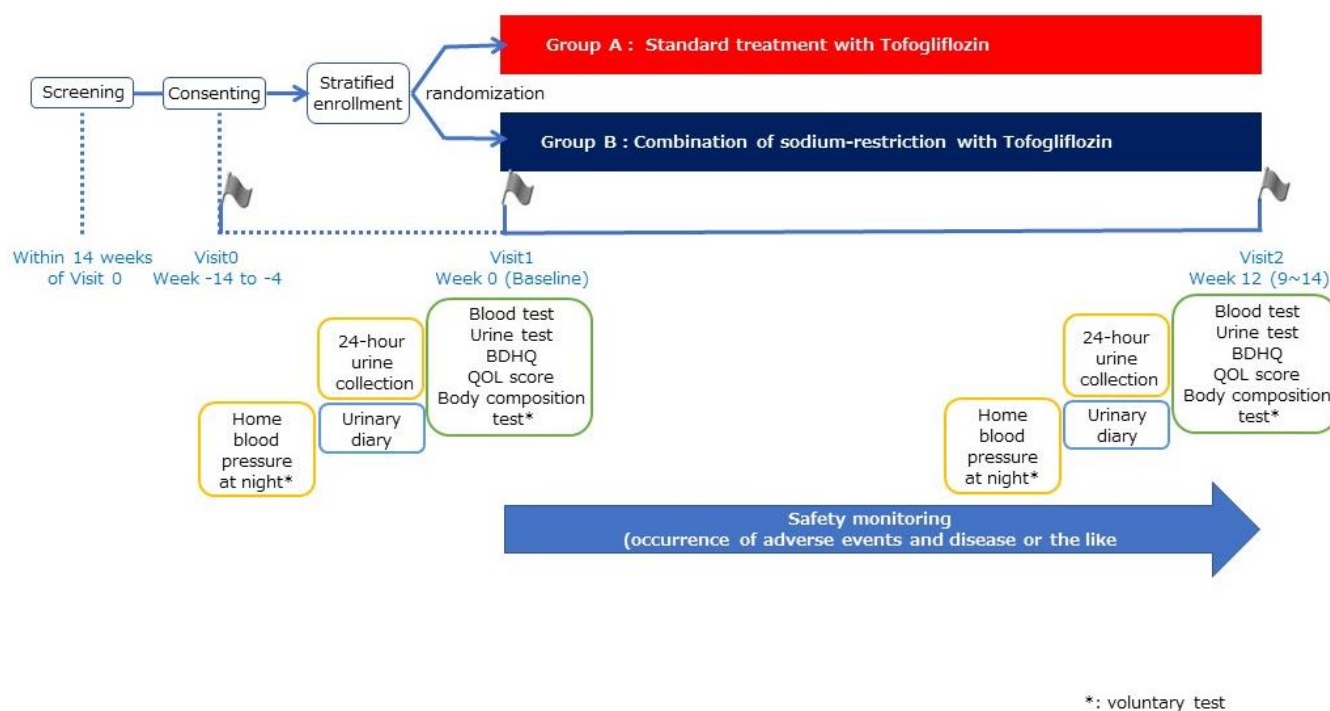 Group A : Standard treatment with Tofogliflozin
Screening
Consenting
Stratified
enrollment
randomization
Group B : Combination of sodium-restriction with Tofogliflozin
Within 14 weeks
of Visit 0
Visit0
Week -14 to -4
Visit1
Week 0 (Baseline)
Visit2
Week 12 (9~14)
Home
blood
pressure
at night*
24-hour
urine
collection
Urinary
diary
Blood test
Urine test
BDHQ
QOL score
Body composition
test*
Home
blood
pressure
at night*
24-hour
urine
collection
Urinary
diary
Blood test
Urine test
BDHQ
QOL score
Body composition
test*
Safety monitoring
(occurrence of adverse events and disease or the like
*: voluntary test